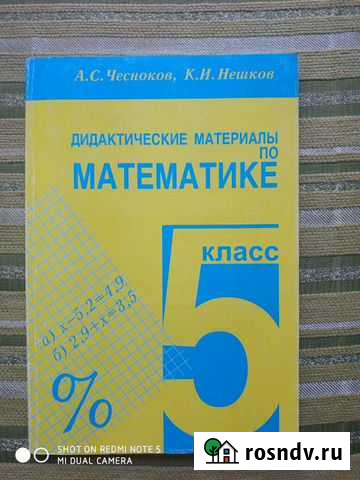 А.С. Чесноков, К.И. Нешков
ДИДАКТИЧЕСКИЕ МАТЕРИАЛЫ
ПО
МАТЕМАТИКЕ
5
класс
а) x–5,2=4,9
б) 2,9+x=3,5
%
SHOT ON REDMI NOTE 5
MI DUAL CAMERA
rosndv.ru